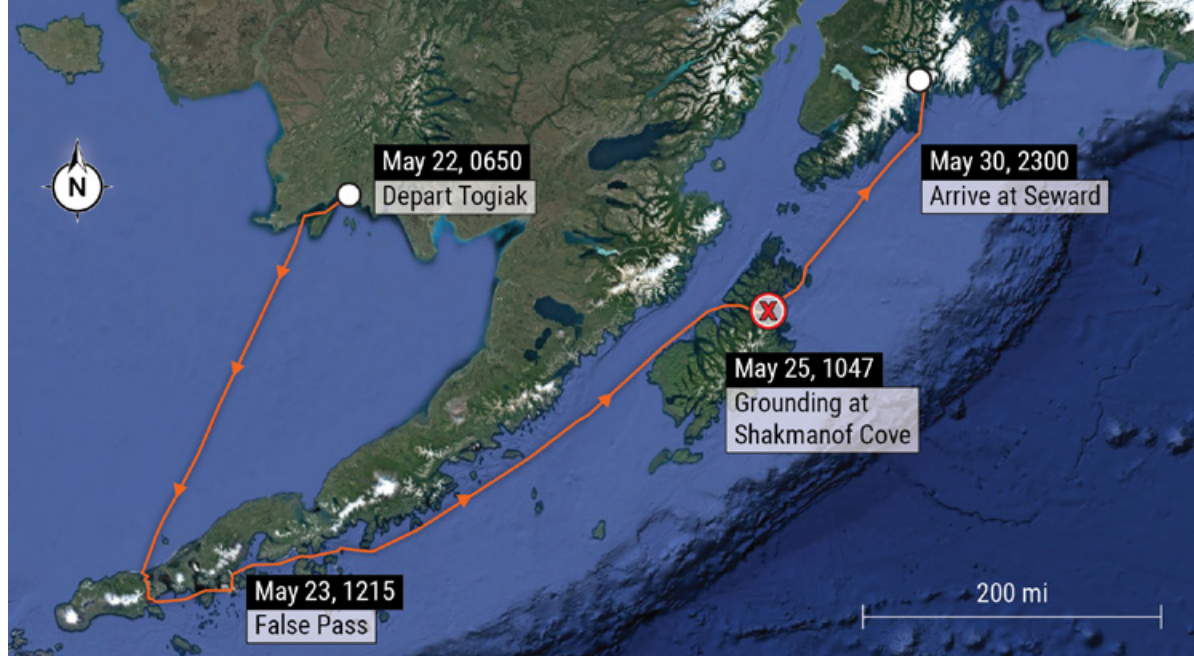 N
May 22, 0650
Depart Togiak
May 30, 2300
Arrive at Seward
X
May 25, 1047
Grounding at
Shakmanof Cove
May 23, 1215
False Pass
200 mi